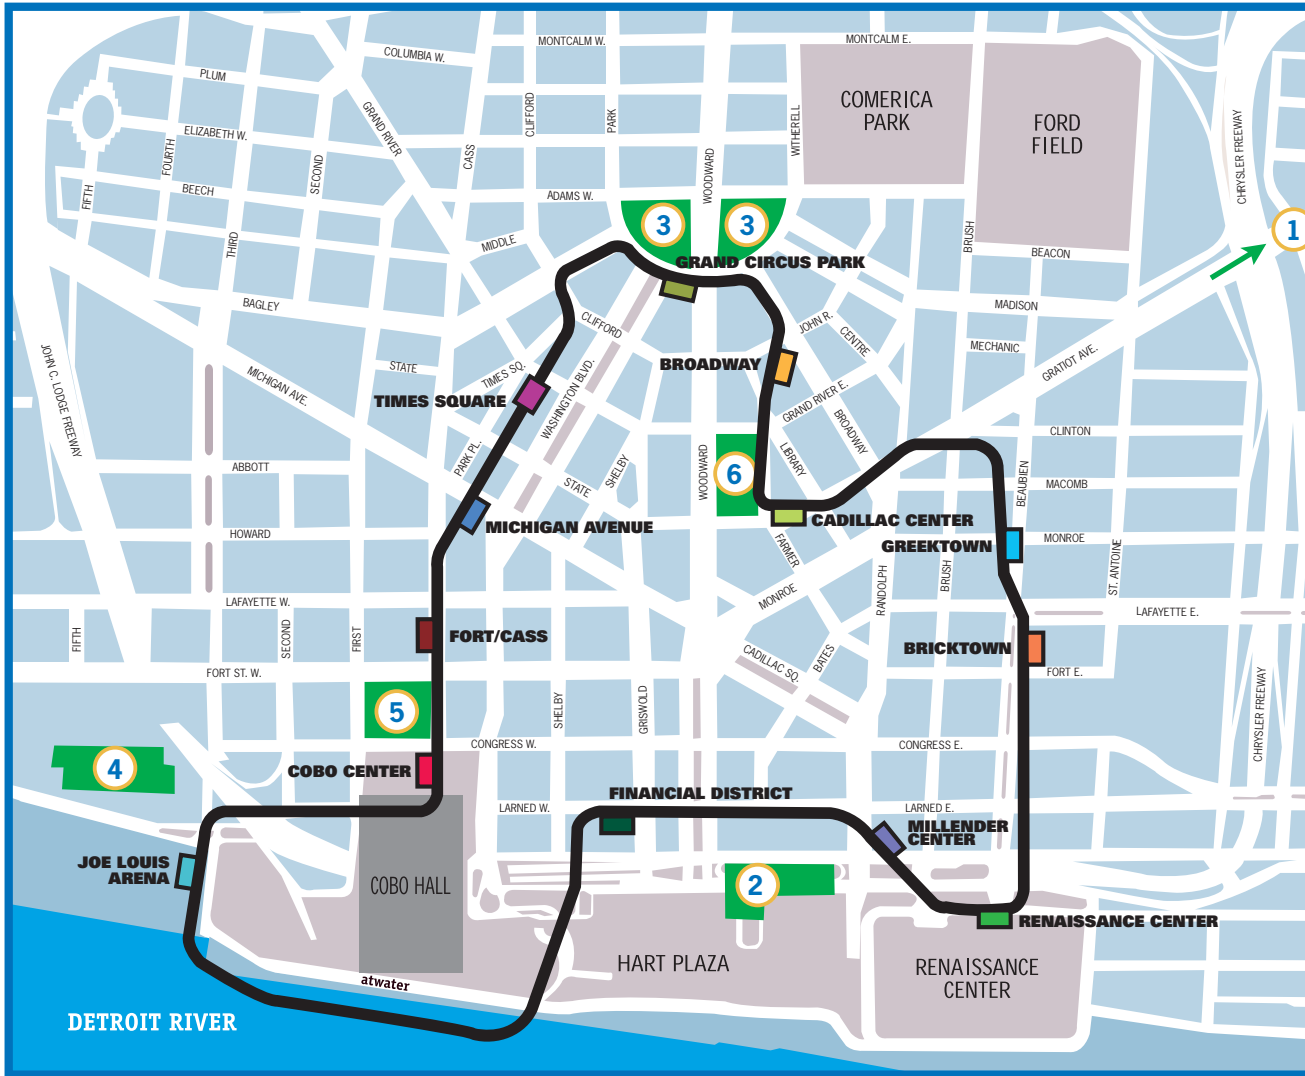 MONTCALM W.
MONTCALM E.
COLUMBIA W.
PLUM
GRAND RIVER
CLIFFORD
PARK
WITHERELL
COMERICA
PARK
FORD
FIELD
CHRYSLER FREEWAY
ELIZABETH W.
FOURTH
SECOND
CASS
WOODWARD
BEECH
FIFTH
ADAMS W.
3
3
1
THIRD
MIDDLE
BRUSH
BEACON
GRAND CIRCUS PARK
BAGLEY
MADISON
CLIFFORD
JOHN R.
CENTRE
MECHANIC
GRATIOT AVE.
JOHN C. LODGE FREEWAY
MICHIGAN AVE.
STATE
TIMES SQ.
BROADWAY
TIMES SQUARE
WASHINGTON BLVD.
GRAND RIVER E.
BROADWAY
CLINTON
PARK PL.
LIBRARY
ABBOTT
STATE
SHELBY
WOODWARD
6
BEAUBIEN
MACOMB
MICHIGAN AVENUE
CADILLAC CENTER
HOWARD
FARMER
GREEKTOWN
MONROE
ST. ANTOINE
RANDOLPH
BRUSH
MONROE
LAFAYETTE W.
LAFAYETTE E.
FIFTH
SECOND
FIRST
FORT/CASS
BRICKTOWN
FORT ST. W.
CADILLAC SQ.
BATES
FORT E.
5
SHELBY
GRISWOLD
CHRYSLER FREEWAY
CONGRESS W.
CONGRESS E.
4
COBO CENTER
FINANCIAL DISTRICT
LARNED W.
LARNED E.
MILLENDER
CENTER
JOE LOUIS
ARENA
COBO HALL
2
RENAISSANCE CENTER
HART PLAZA
RENAISSANCE
CENTER
atwater
DETROIT RIVER